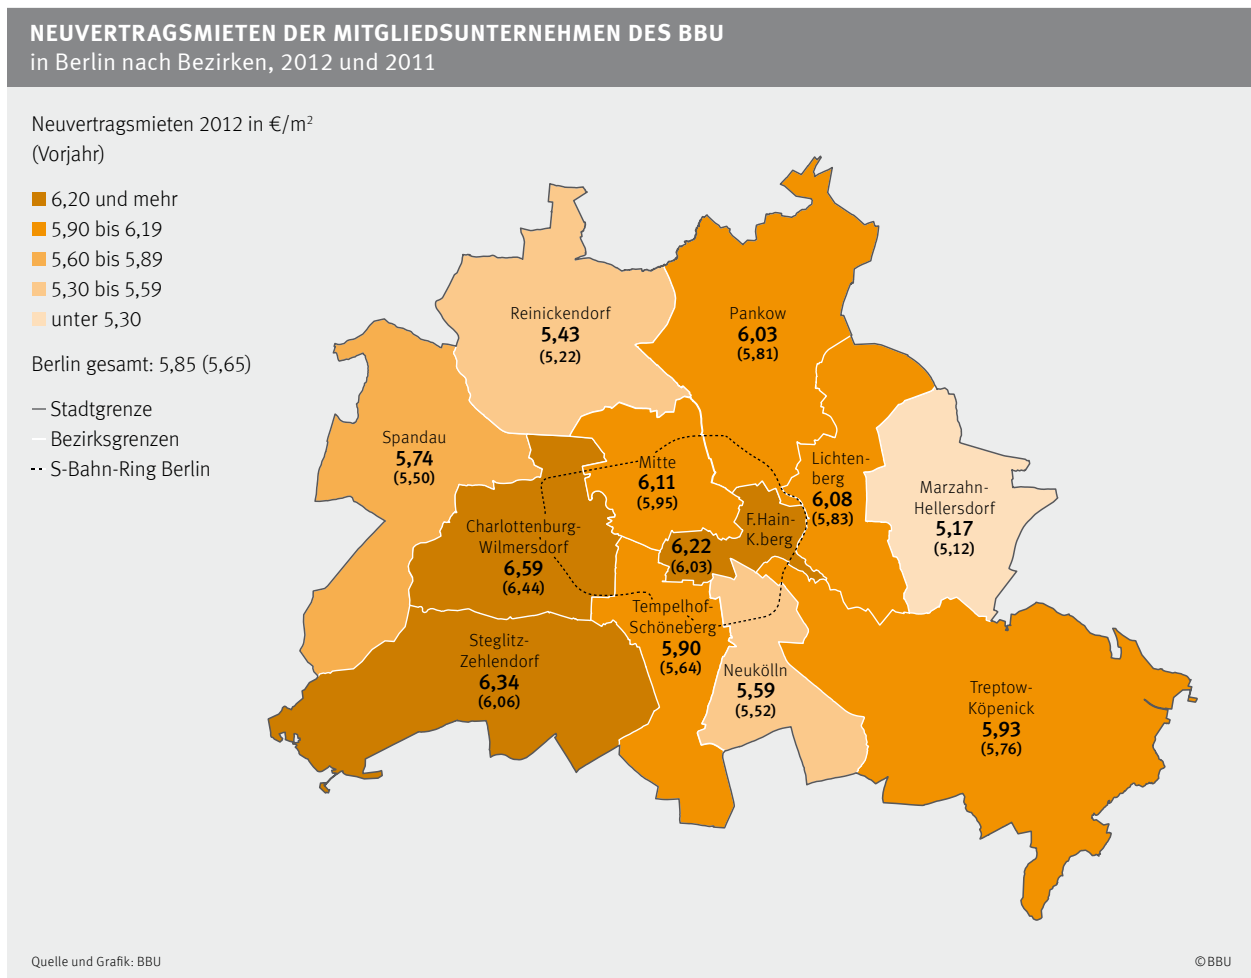 NEUVERTRAGSMIETEN DER MITGLIEDSUNTERNEHMEN DES BBU
in Berlin nach Bezirken, 2012 und 2011
Neuvertragsmieten 2012 in €/m²
(Vorjahr)
6,20 und mehr
5,90 bis 6,19
5,60 bis 5,89
5,30 bis 5,59
unter 5,30
Berlin gesamt: 5,85 (5,65)
Stadtgrenze
Bezirksgrenzen
S-Bahn-Ring Berlin
Reinickendorf
5,43
(5,22)
Pankow
6,03
(5,81)
Spandau
5,74
(5,50)
Mitte
6,11
(5,95)
Lichten-
berg
6,08
(5,83)
Marzahn-
Hellersdorf
5,17
(5,12)
Charlottenburg-
Wilmersdorf
6,59
(6,44)
F.Hain-
K.berg
6,22
(6,03)
Tempelhof-
Schöneberg
5,90
(5,64)
Steglitz-
Zehlendorf
6,34
(6,06)
Neukölln
5,59
(5,52)
Treptow-
Köpenick
5,93
(5,76)
Quelle und Grafik: BBU
©BBU